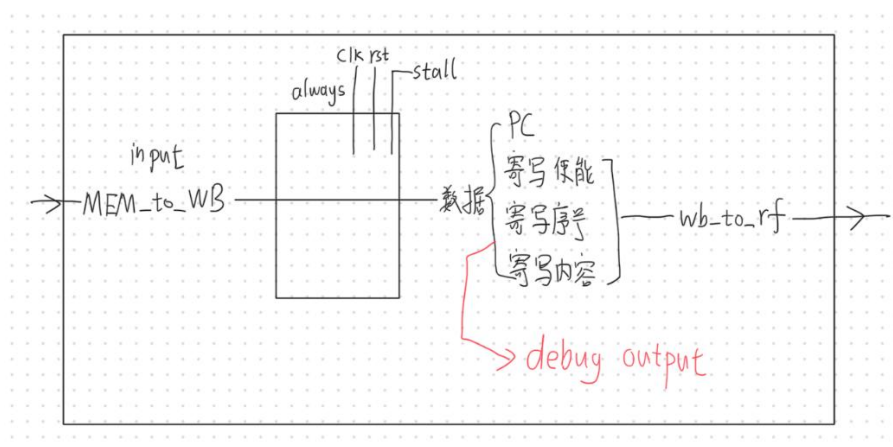 clk rst
stall
always
input
MEM_to_WB
数据
PC
寄写使能
寄写序号
寄写内容
wb_to_rf
debug output